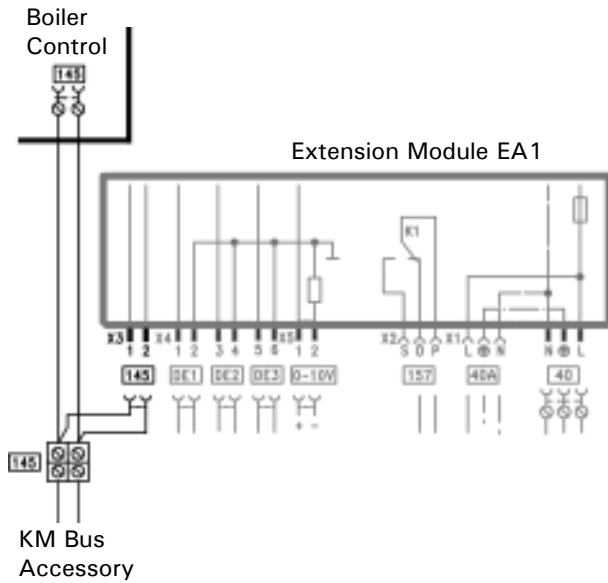 Boiler
Control
145
Extension Module EA1
K1
X3 X4 X5 X2 X1
1 2 1 2 3 4 5 6 1 2 S O P L N N L
145 DE1 DE2 DE3 0-10V 157 40A 40
+ -
145
KM Bus
Accessory